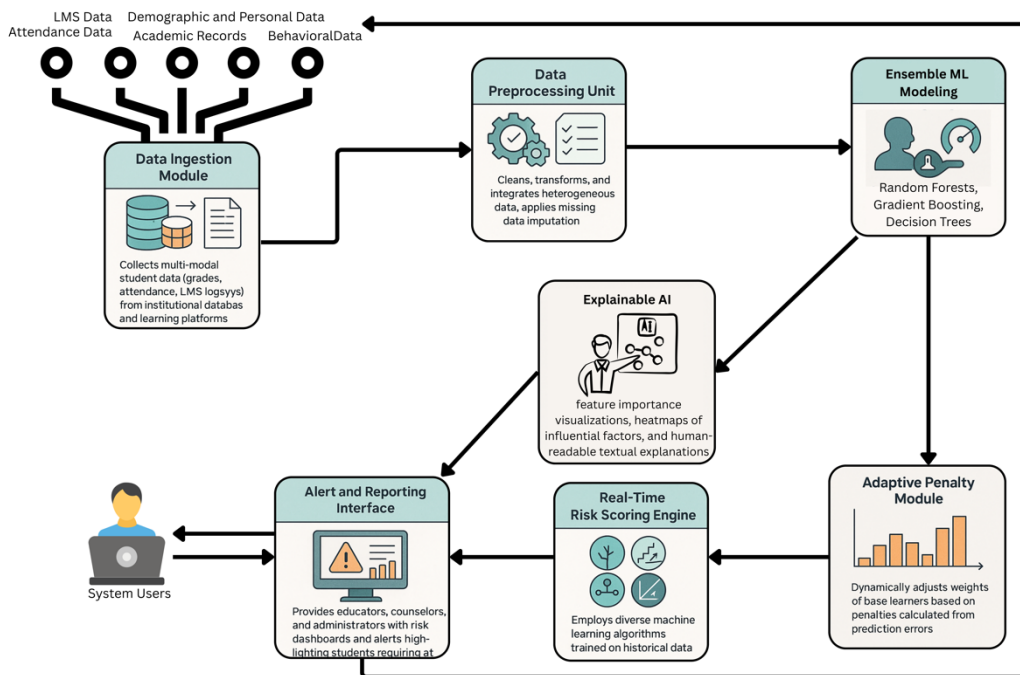 LMS Data
Demographic and Personal Data
Attendance Data
Academic Records
BehavioralData
Data Ingestion
Module
Collects multi-modal
student data (grades,
attendance, LMS logsyys)
from institutional databas
and learning platforms
Data
Preprocessing Unit
Cleans, transforms, and
integrates heterogeneous
data, applies missing
data imputation
Ensemble ML
Modeling
Random Forests,
Gradient Boosting,
Decision Trees
Explainable AI
AI
feature importance
visualizations, heatmaps of
influential factors, and human-
readable textual explanations
System Users
Alert and Reporting
Interface
Provides educators, counselors,
and administrators with risk
dashboards and alerts high-
lighting students requiring at
Real-Time
Risk Scoring Engine
Employs diverse machine
learning algorithms
trained on historical data
Adaptive Penalty
Module
Dynamically adjusts weights
of base learners based on
penalties calculated from
prediction errors